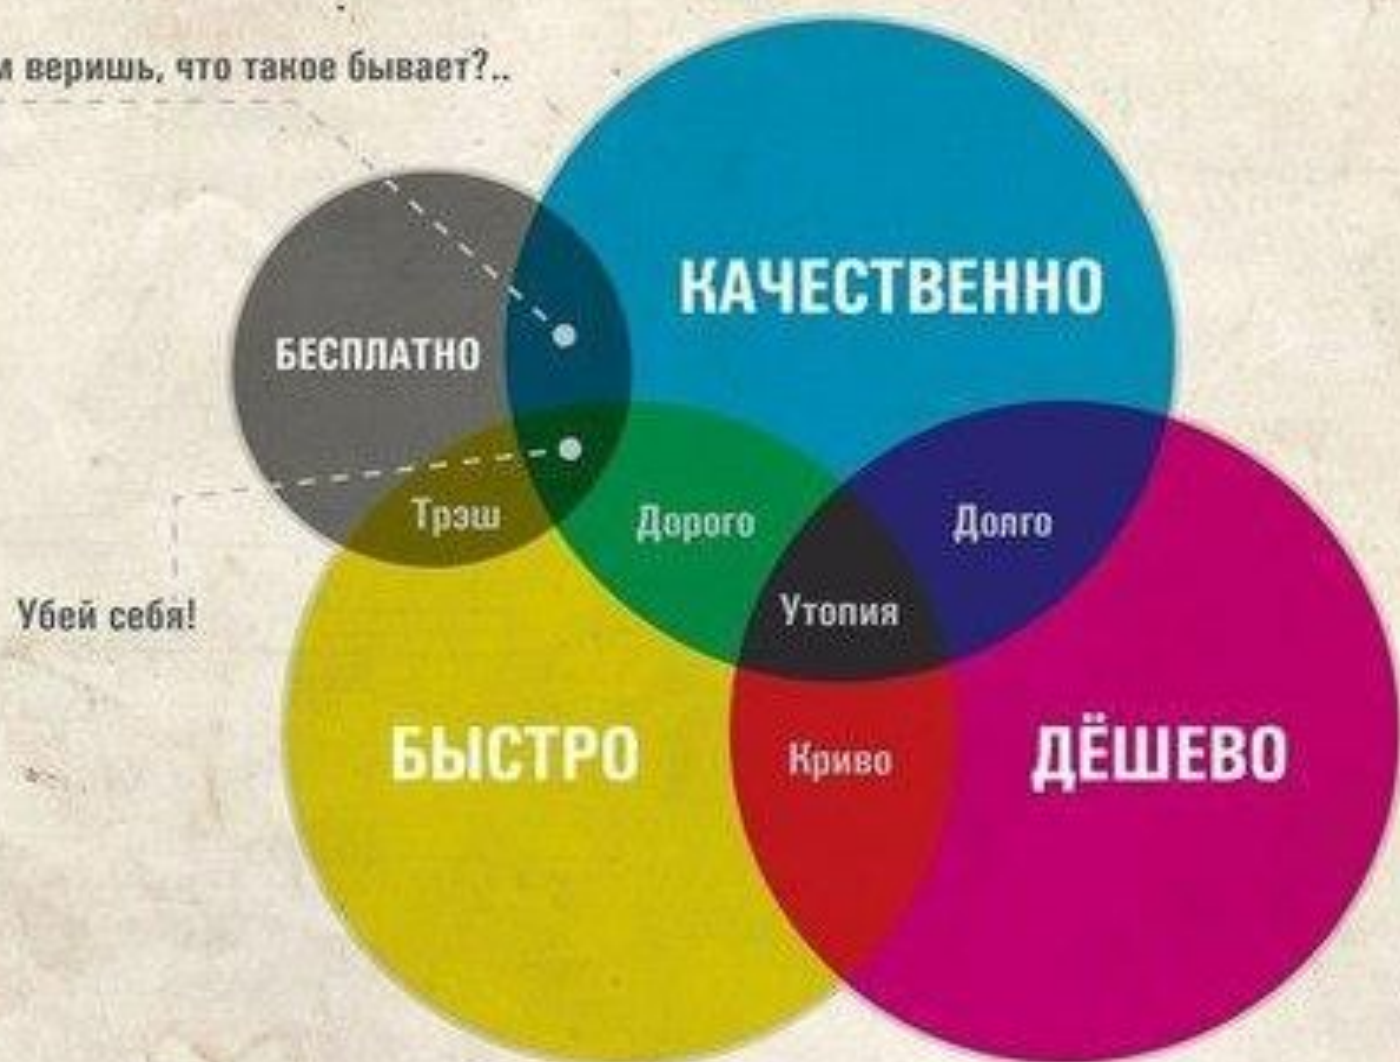 веришь, что такое бывает?..
КАЧЕСТВЕННО
БЕСПЛАТНО
Трэш
Дорого
Долго
Утопия
Убей себя!
БЫСТРО
Криво
ДЁШЕВО